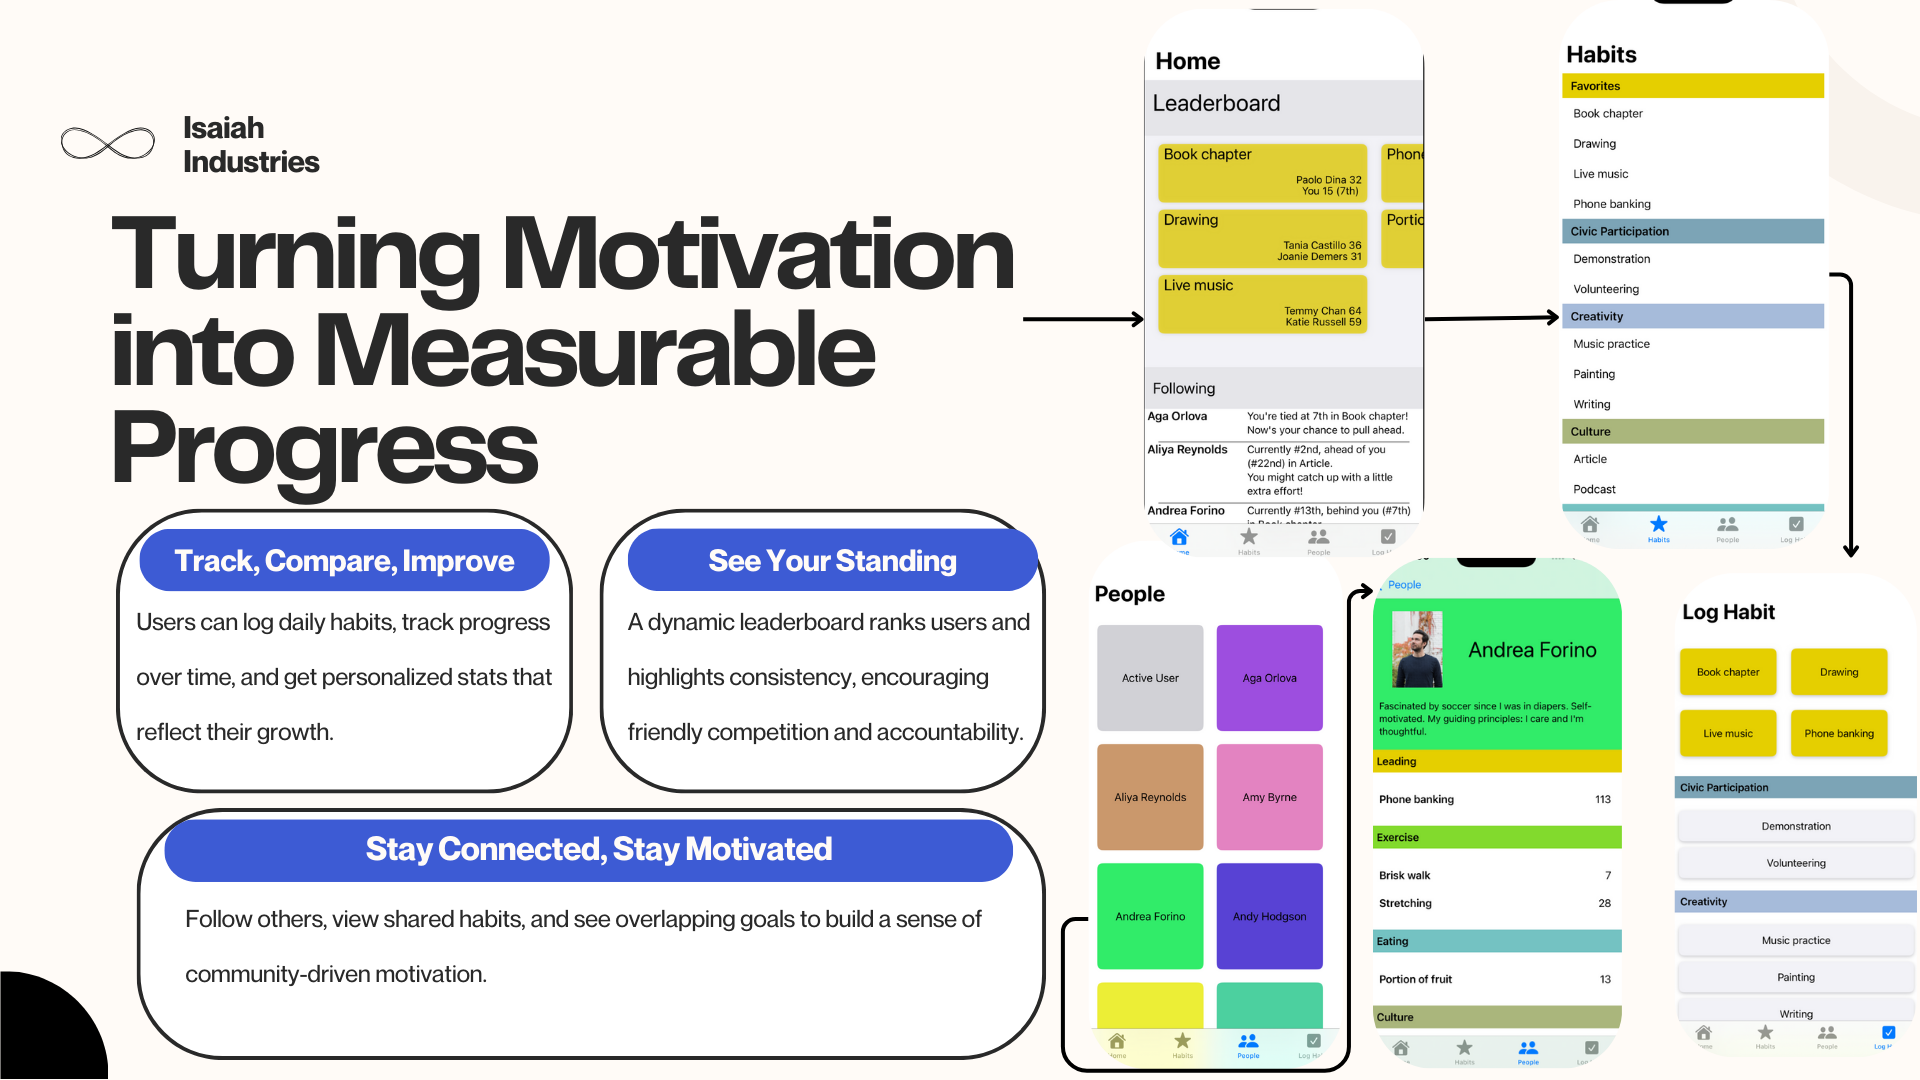 Isaiah
Industries
Turning Motivation
into Measurable
Progress
Track, Compare, Improve
Users can log daily habits, track progress
over time, and get personalized stats that
reflect their growth.
See Your Standing
A dynamic leaderboard ranks users and
highlights consistency, encouraging
friendly competition and accountability.
Stay Connected, Stay Motivated
Follow others, view shared habits, and see overlapping goals to build a sense of
community-driven motivation.
Home
Leaderboard
Book chapter
Paolo Dina 32
You 15 (7th)
Phone
Drawing
Tania Castillo 36
Joanie Demers 31
Portio
Live music
Temmy Chan 64
Katie Russell 59
Following
Aga Orlova
You're tied at 7th in Book chapter!
Now's your chance to pull ahead.
Aliya Reynolds
Currently #2nd, ahead of you
(#22nd) in Article.
You might catch up with a little
extra effort!
Andrea Forino
Currently #13th, behind you (#7th)
in Book chapter.
Habits
People
Habits
Favorites
Book chapter
Drawing
Live music
Phone banking
Civic Participation
Demonstration
Volunteering
Creativity
Music practice
Painting
Writing
Culture
Article
Podcast
Habits
People
People
Active User
Aga Orlova
Aliya Reynolds
Amy Byrne
Andrea Forino
Andy Hodgson
Habits
People
People
Andrea Forino
Fascinated by soccer since I was in diapers. Self-
motivated. My guiding principles: I care and I'm
thoughtful.
Leading
Phone banking 113
Exercise
Brisk walk 7
Stretching 28
Eating
Portion of fruit 13
Culture
Habits
People
Log Habit
Book chapter
Drawing
Live music
Phone banking
Civic Participation
Demonstration
Volunteering
Creativity
Music practice
Painting
Writing
Habits
People